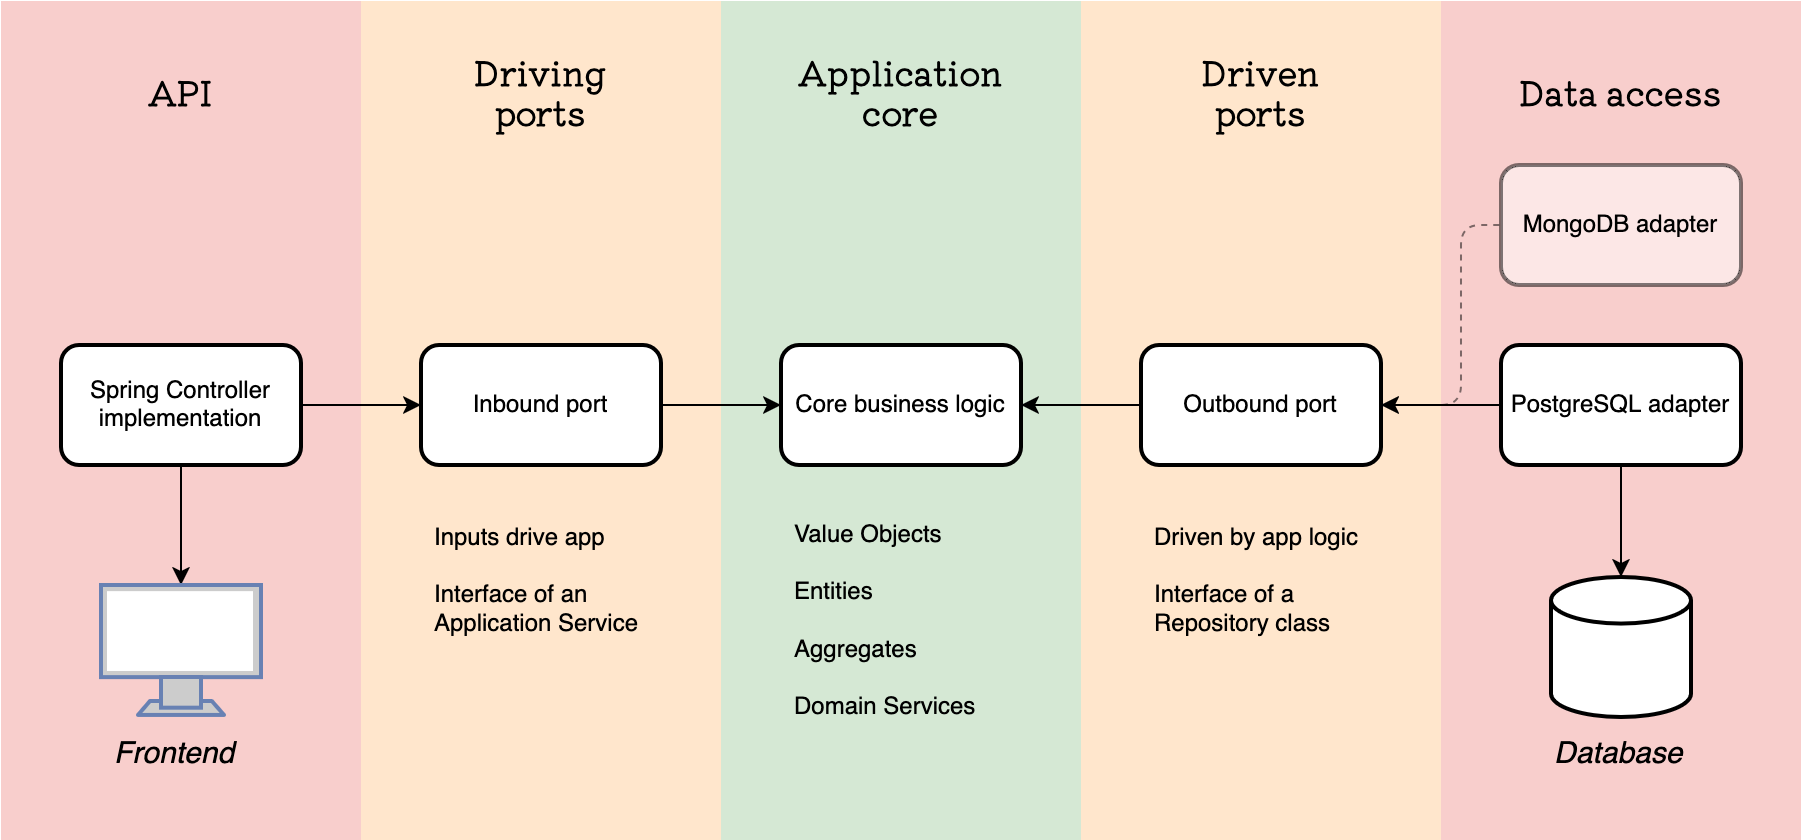 API
Driving
ports
Application
core
Driven
ports
Data access
MongoDB adapter
Spring Controller
implementation
Inbound port
Core business logic
Outbound port
PostgreSQL adapter
Inputs drive app
Interface of an
Application Service
Value Objects
Entities
Aggregates
Domain Services
Driven by app logic
Interface of a
Repository class
Frontend
Database